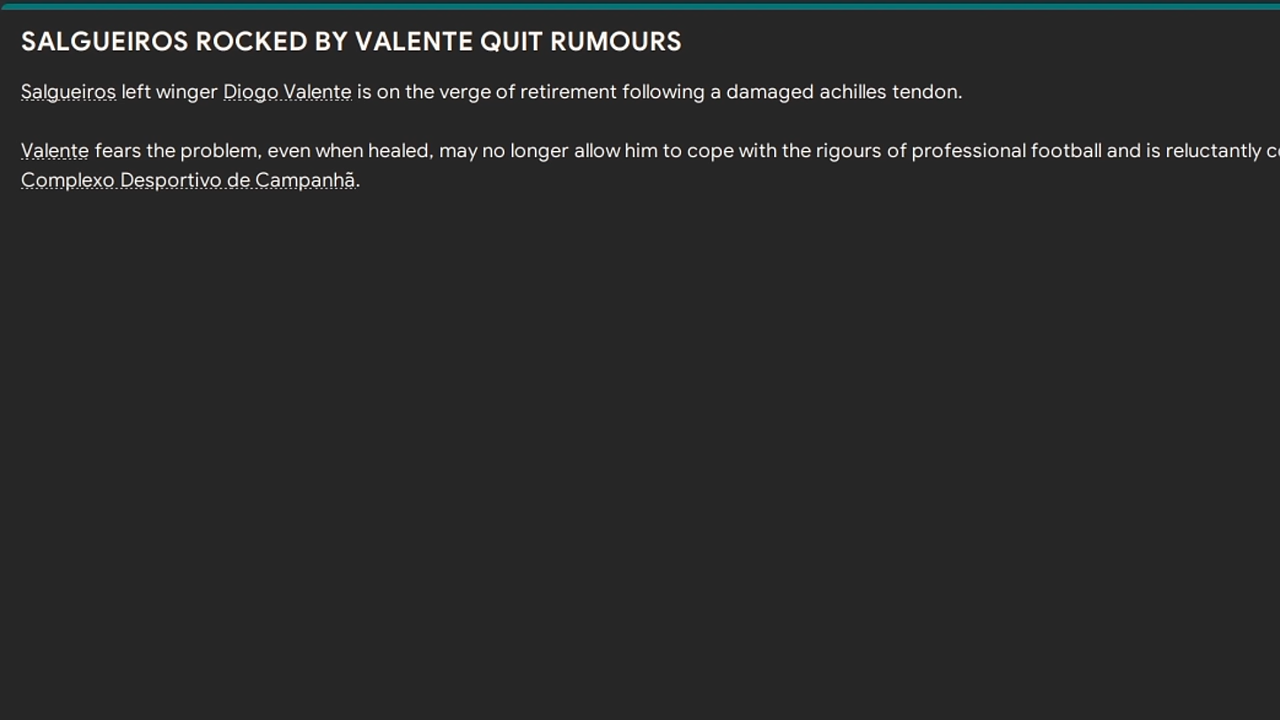 SALGUEIROS ROCKED BY VALENTE QUIT RUMOURS
Salgueiros left winger Diogo Valente is on the verge of retirement following a damaged achilles tendon.
Valente fears the problem, even when healed, may no longer allow him to cope with the rigours of professional football and is reluctantly
Complexo Desportivo de Campanhã.